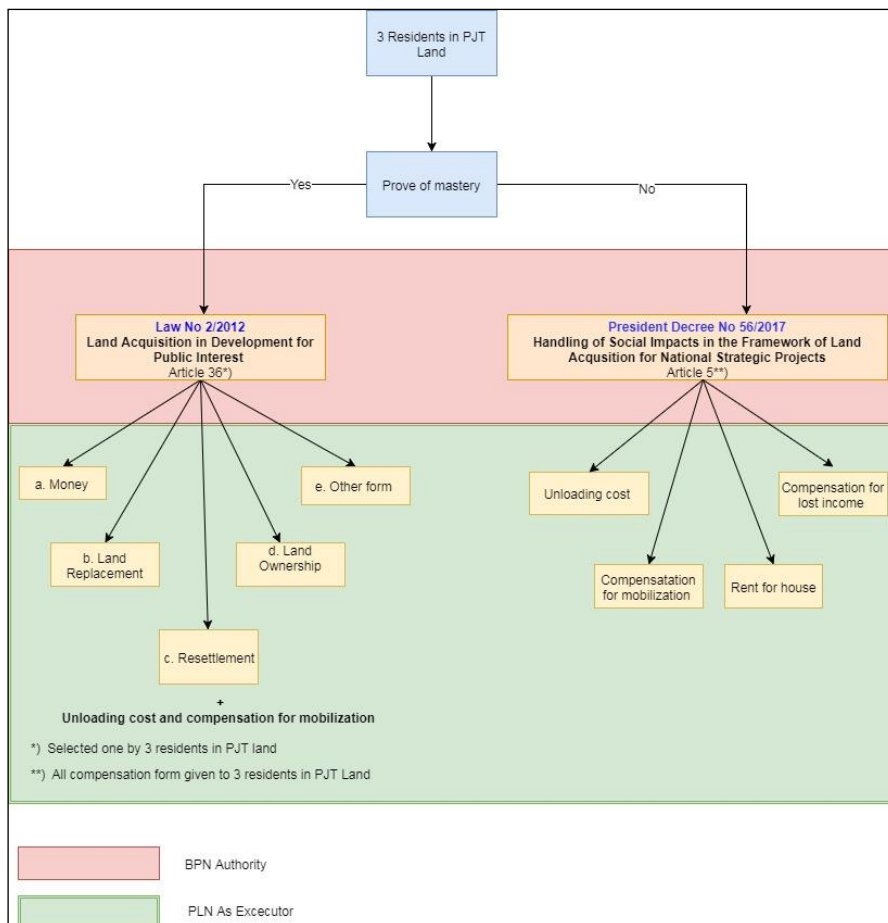 3 Residents in PJT
Land
Prove of mastery
Yes
No
Law No 2/2012
Land Acquisition in Development for
Public Interest
Article 36*)
President Decree No 56/2017
Handling of Social Impacts in the Framework of Land
Acqusition for National Strategic Projects
Article 5**)
a. Money
b. Land
Replacement
c. Resettlement
d. Land
Ownership
e. Other form
Unloading cost
Compensatation
for mobilization
Rent for house
Compensation for
lost income
+
Unloading cost and compensation for mobilization
*) Selected one by 3 residents in PJT land
**) All compensation form given to 3 residents in PJT Land
BPN Authority
PLN As Excecutor